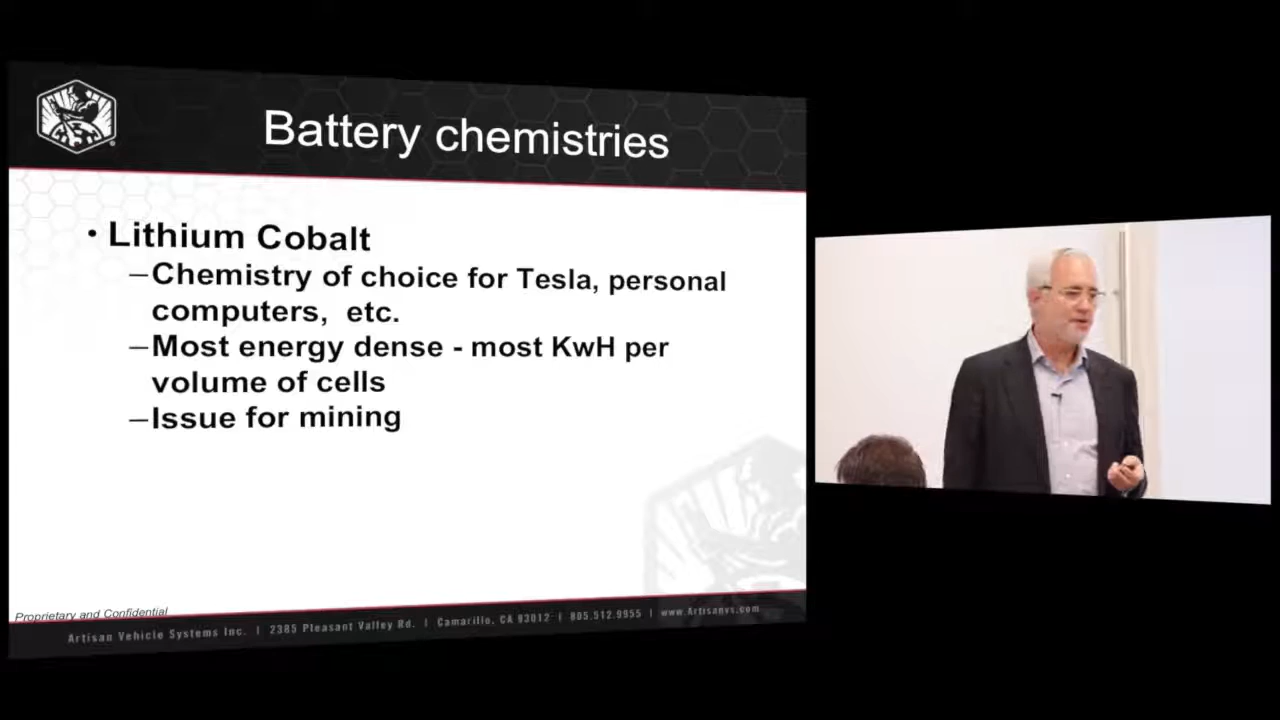 Battery chemistries
• Lithium Cobalt
–Chemistry of choice for Tesla, personal
computers, etc.
–Most energy dense - most KwH per
volume of cells
–Issue for mining
Proprietary and Confidential
Artisan Vehicle Systems Inc. | 2385 Pleasant Valley Rd. | Camarillo, CA 93012 | 805.512.9955 | www.Artisanvs.com